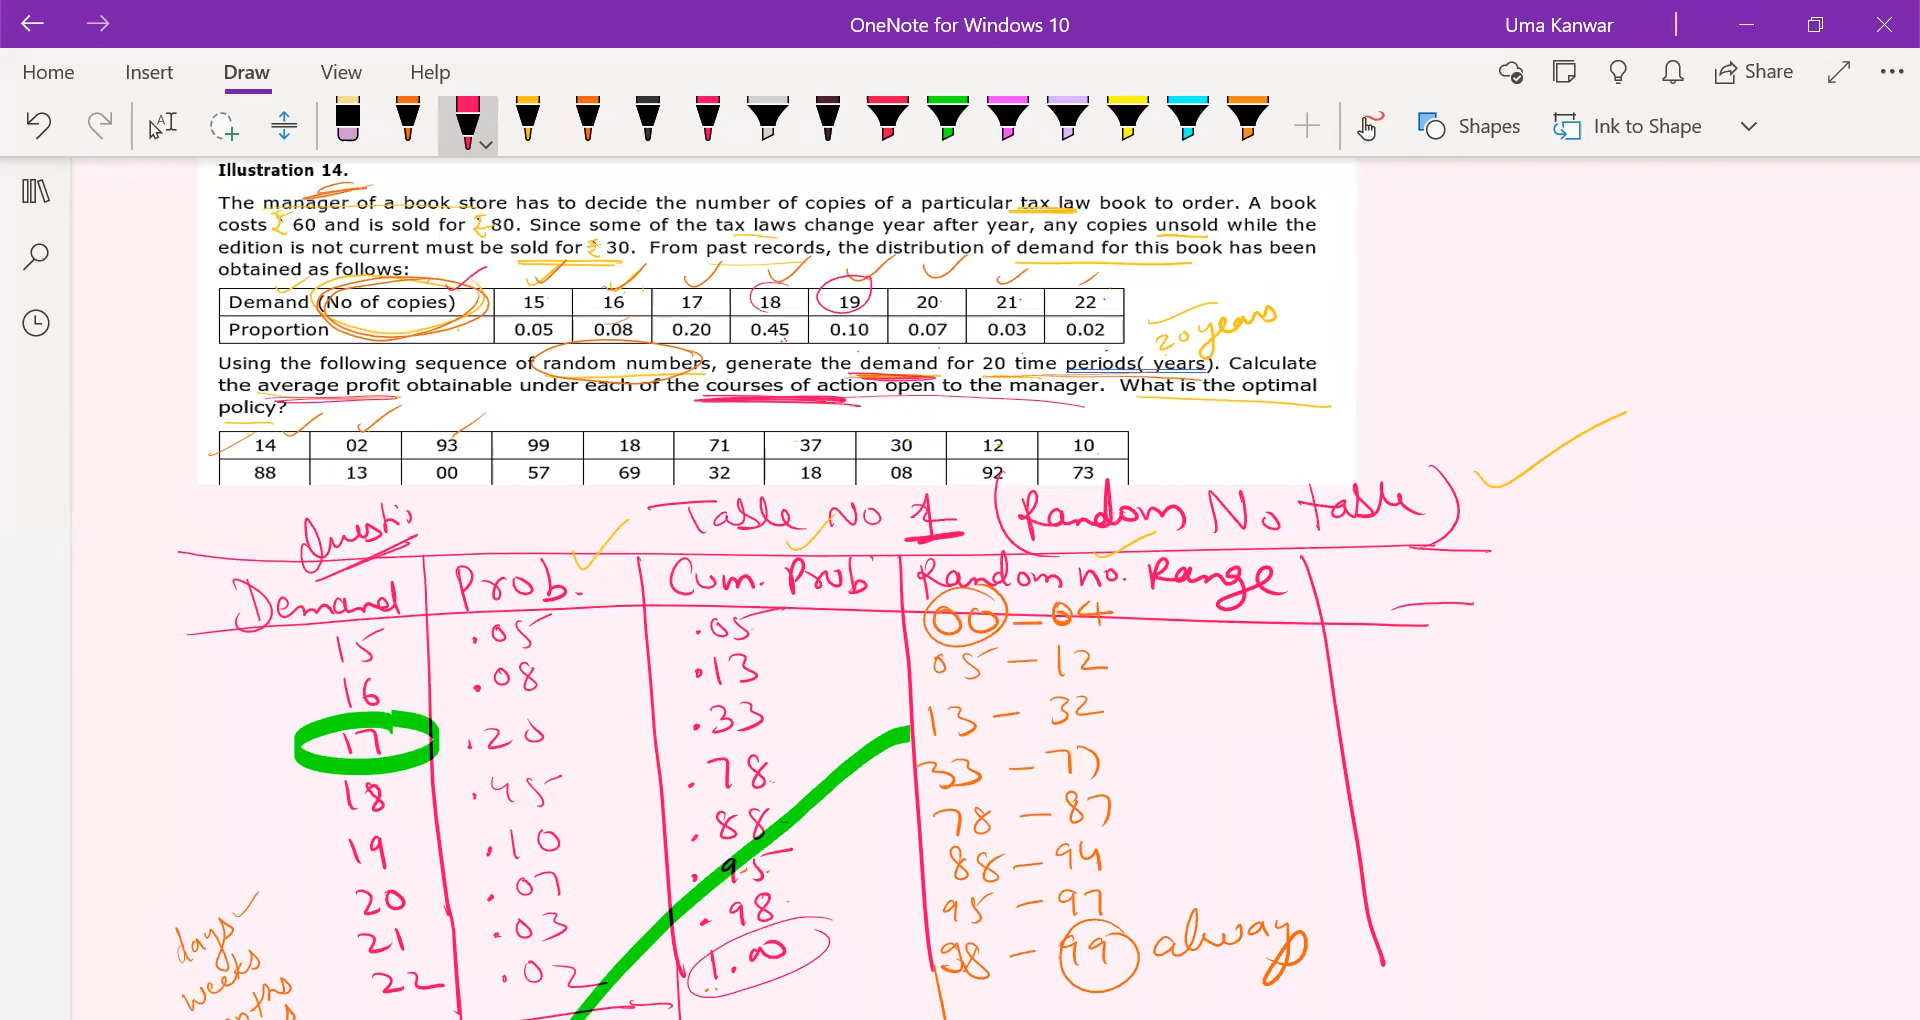 OneNote for Windows 10
Uma Kanwar
Home Insert Draw View Help
Share
Shapes Ink to Shape
Illustration 14.
The manager of a book store has to decide the number of copies of a particular tax law book to order. A book
costs ₹ 60 and is sold for ₹ 80. Since some of the tax laws change year after year, any copies unsold while the
edition is not current must be sold for ₹ 30. From past records, the distribution of demand for this book has been
obtained as follows:
Demand (No of copies) 15 16 17 18 19 20 21 22
Proportion 0.05 0.08 0.20 0.45 0.10 0.07 0.03 0.02
20 years
Using the following sequence of random numbers, generate the demand for 20 time periods( years). Calculate
the average profit obtainable under each of the courses of action open to the manager. What is the optimal
policy?
14 02 93 99 18 71 37 30 12 10
88 13 00 57 69 32 18 08 92 73
Questio
Table No 1 (Random No table)
Demand Prob. Cum. Prob Random no. Range
15 .05 .05 00 - 04
16 .08 .13 05 - 12
17 .20 .33 13 - 32
18 .45 .78 33 - 77
19 .10 .88 78 - 87
20 .07 .95 88 - 94
21 .03 .98 95 - 97
22 .02 1.00 98 - 99 alway
days
weeks